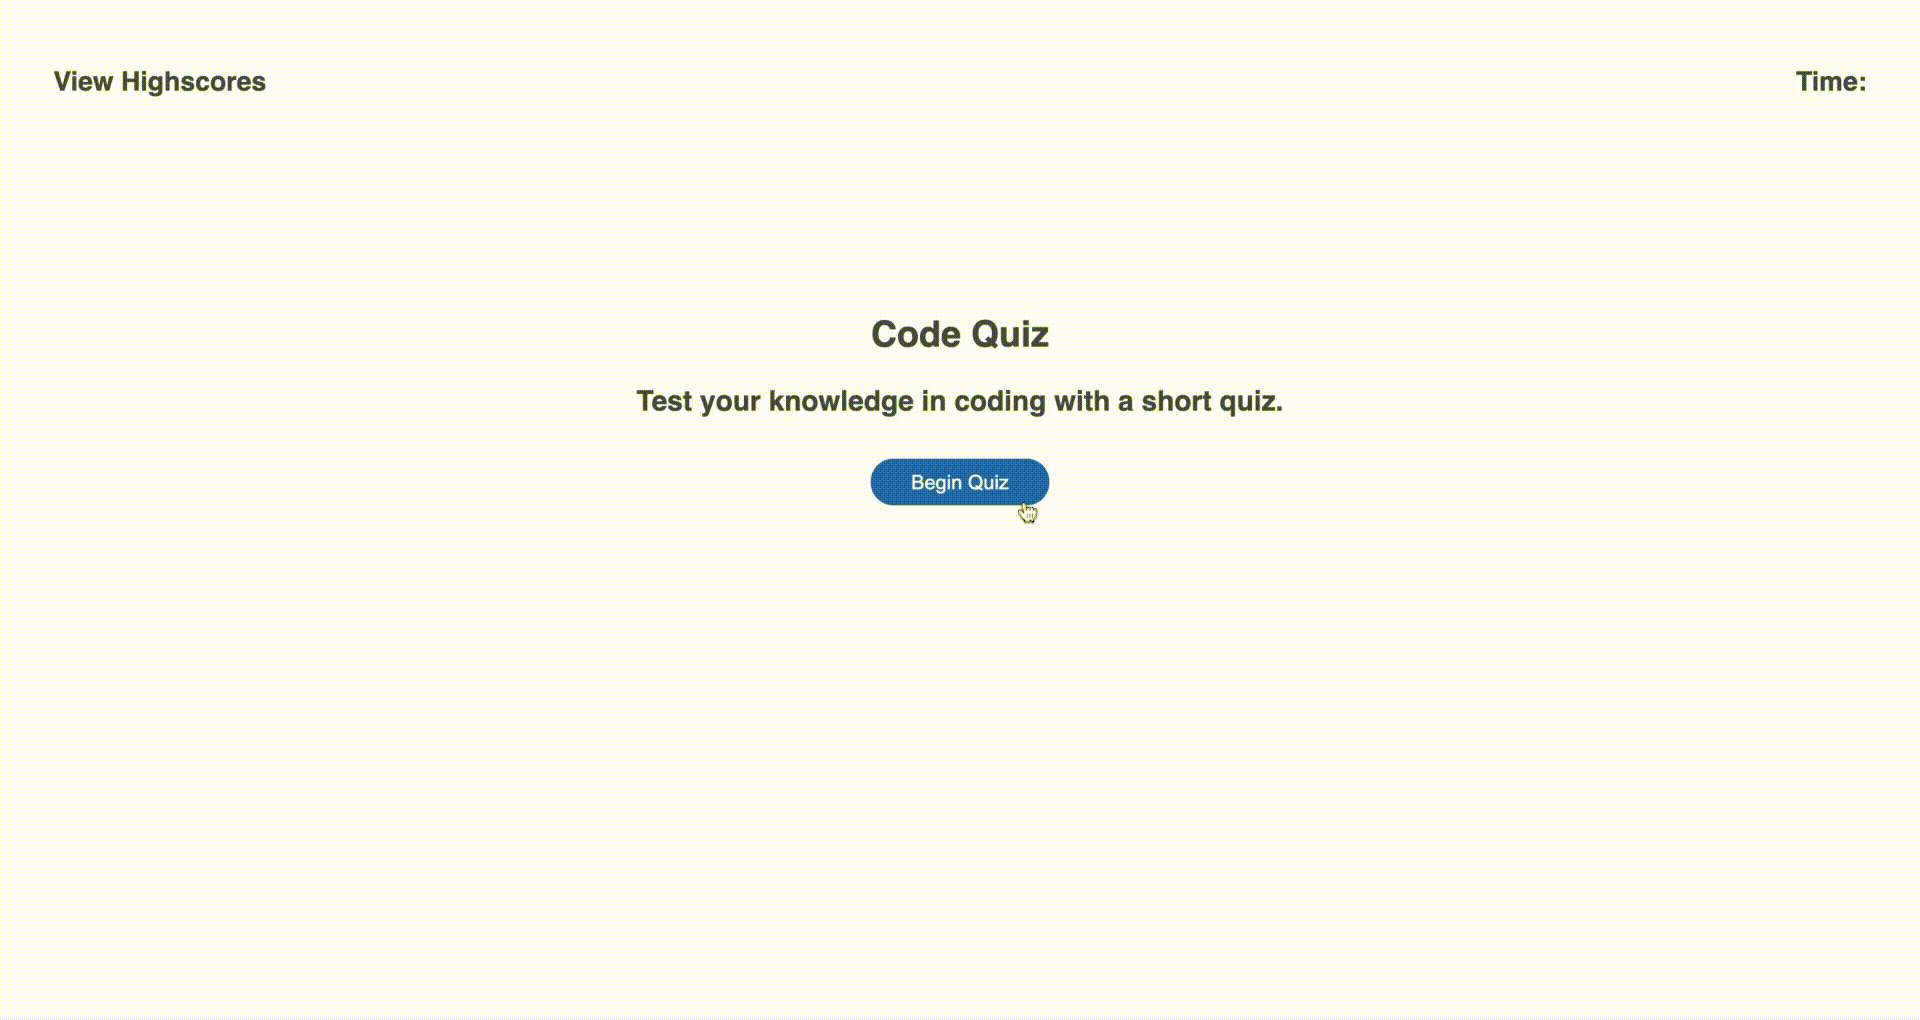 View Highscores
Time:
Code Quiz
Test your knowledge in coding with a short quiz.
Begin Quiz